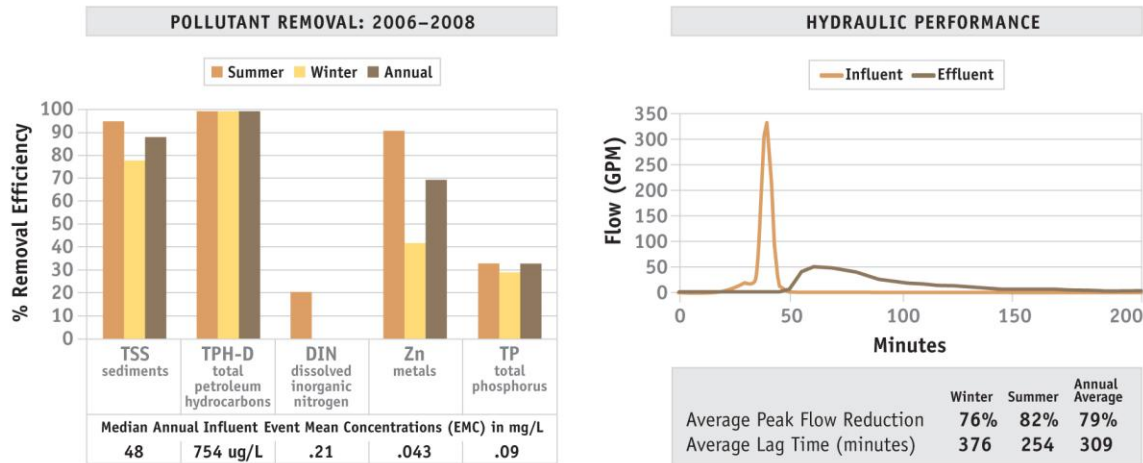 POLLUTANT REMOVAL: 2006–2008
Summer Winter Annual
% Removal Efficiency
100
90
80
70
60
50
40
30
20
10
0
TSS
sediments
TPH-D
total
petroleum
hydrocarbons
DIN
dissolved
inorganic
nitrogen
Zn
metals
TP
total
phosphorus
Median Annual Influent Event Mean Concentrations (EMC) in mg/L
48 754 ug/L .21 .043 .09
HYDRAULIC PERFORMANCE
Influent Effluent
Flow (GPM)
350
300
250
200
150
100
50
0
0 50 100 150 200
Minutes
Winter Summer Annual Average
Average Peak Flow Reduction 76% 82% 79%
Average Lag Time (minutes) 376 254 309